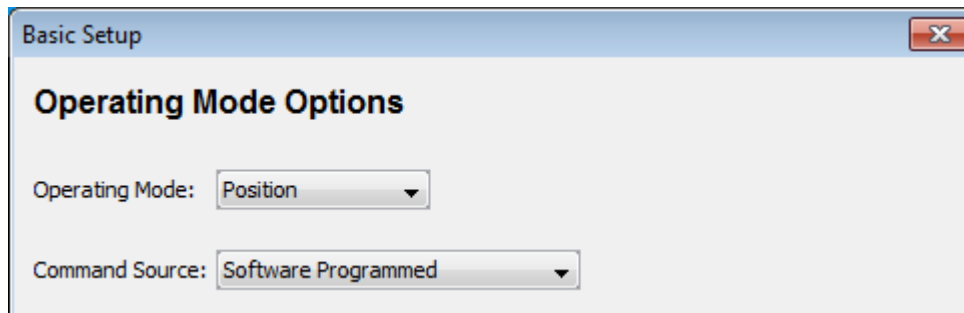 Basic Setup
Operating Mode Options
Operating Mode: Position
Command Source: Software Programmed